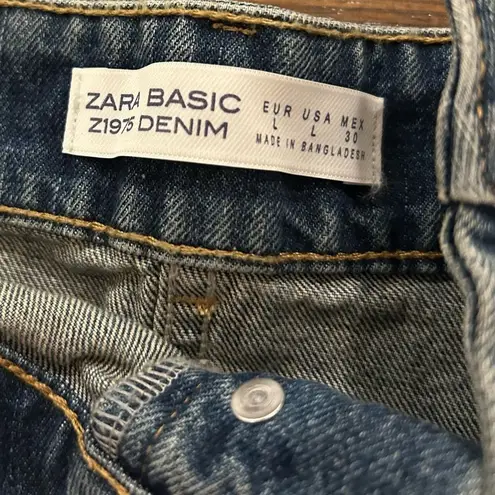 ZARA BASIC
Z1975 DENIM
EUR USA MEX
L L 30
MADE IN BANGLADESH